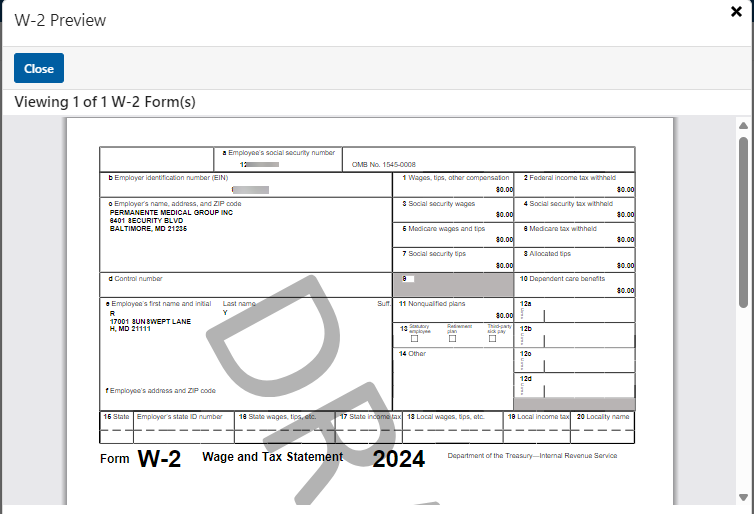 W-2 Preview
×
Close
Viewing 1 of 1 W-2 Form(s)
a Employee's social security number
12
OMB No. 1545-0008
b Employer identification number (EIN)
1 Wages, tips, other compensation
$0.00
2 Federal income tax withheld
$0.00
c Employer's name, address, and ZIP code
PERMANENTE MEDICAL GROUP INC
6401 SECURITY BLVD
BALTIMORE, MD 21235
3 Social security wages
$0.00
4 Social security tax withheld
$0.00
5 Medicare wages and tips
$0.00
6 Medicare tax withheld
$0.00
7 Social security tips
$0.00
8 Allocated tips
$0.00
d Control number
9
10 Dependent care benefits
$0.00
e Employee's first name and initial Last name Suff.
R Y
17001 SUNSWEPT LANE
H, MD 21111
11 Nonqualified plans
$0.00
12a
13 Statutory employee Retirement plan Third-party sick pay
12b
14 Other
12c
12d
f Employee's address and ZIP code
15 State Employer's state ID number 16 State wages, tips, etc. 17 State income tax 18 Local wages, tips, etc. 19 Local income tax 20 Locality name
Form W-2 Wage and Tax Statement 2024 Department of the Treasury—Internal Revenue Service
DR